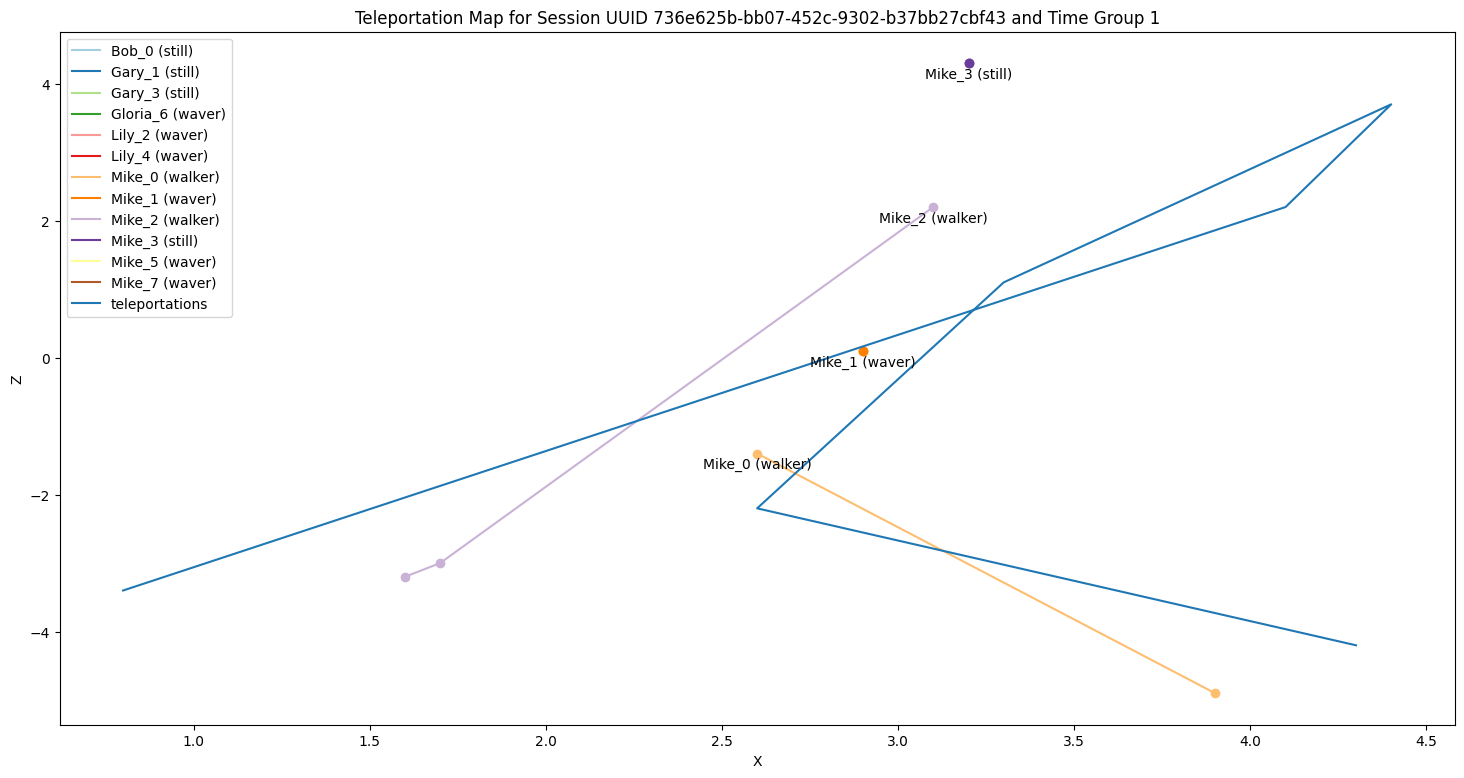 Teleportation Map for Session UUID 736e625b-bb07-452c-9302-b37bb27cbf43 and Time Group 1
Bob_0 (still)
Gary_1 (still)
Gary_3 (still)
Gloria_6 (waver)
Lily_2 (waver)
Lily_4 (waver)
Mike_0 (walker)
Mike_1 (waver)
Mike_2 (walker)
Mike_3 (still)
Mike_5 (waver)
Mike_7 (waver)
teleportations
Mike_3 (still)
Mike_2 (walker)
Mike_1 (waver)
Mike_0 (walker)
4
2
0
−2
−4
Z
1.0 1.5 2.0 2.5 3.0 3.5 4.0 4.5
X